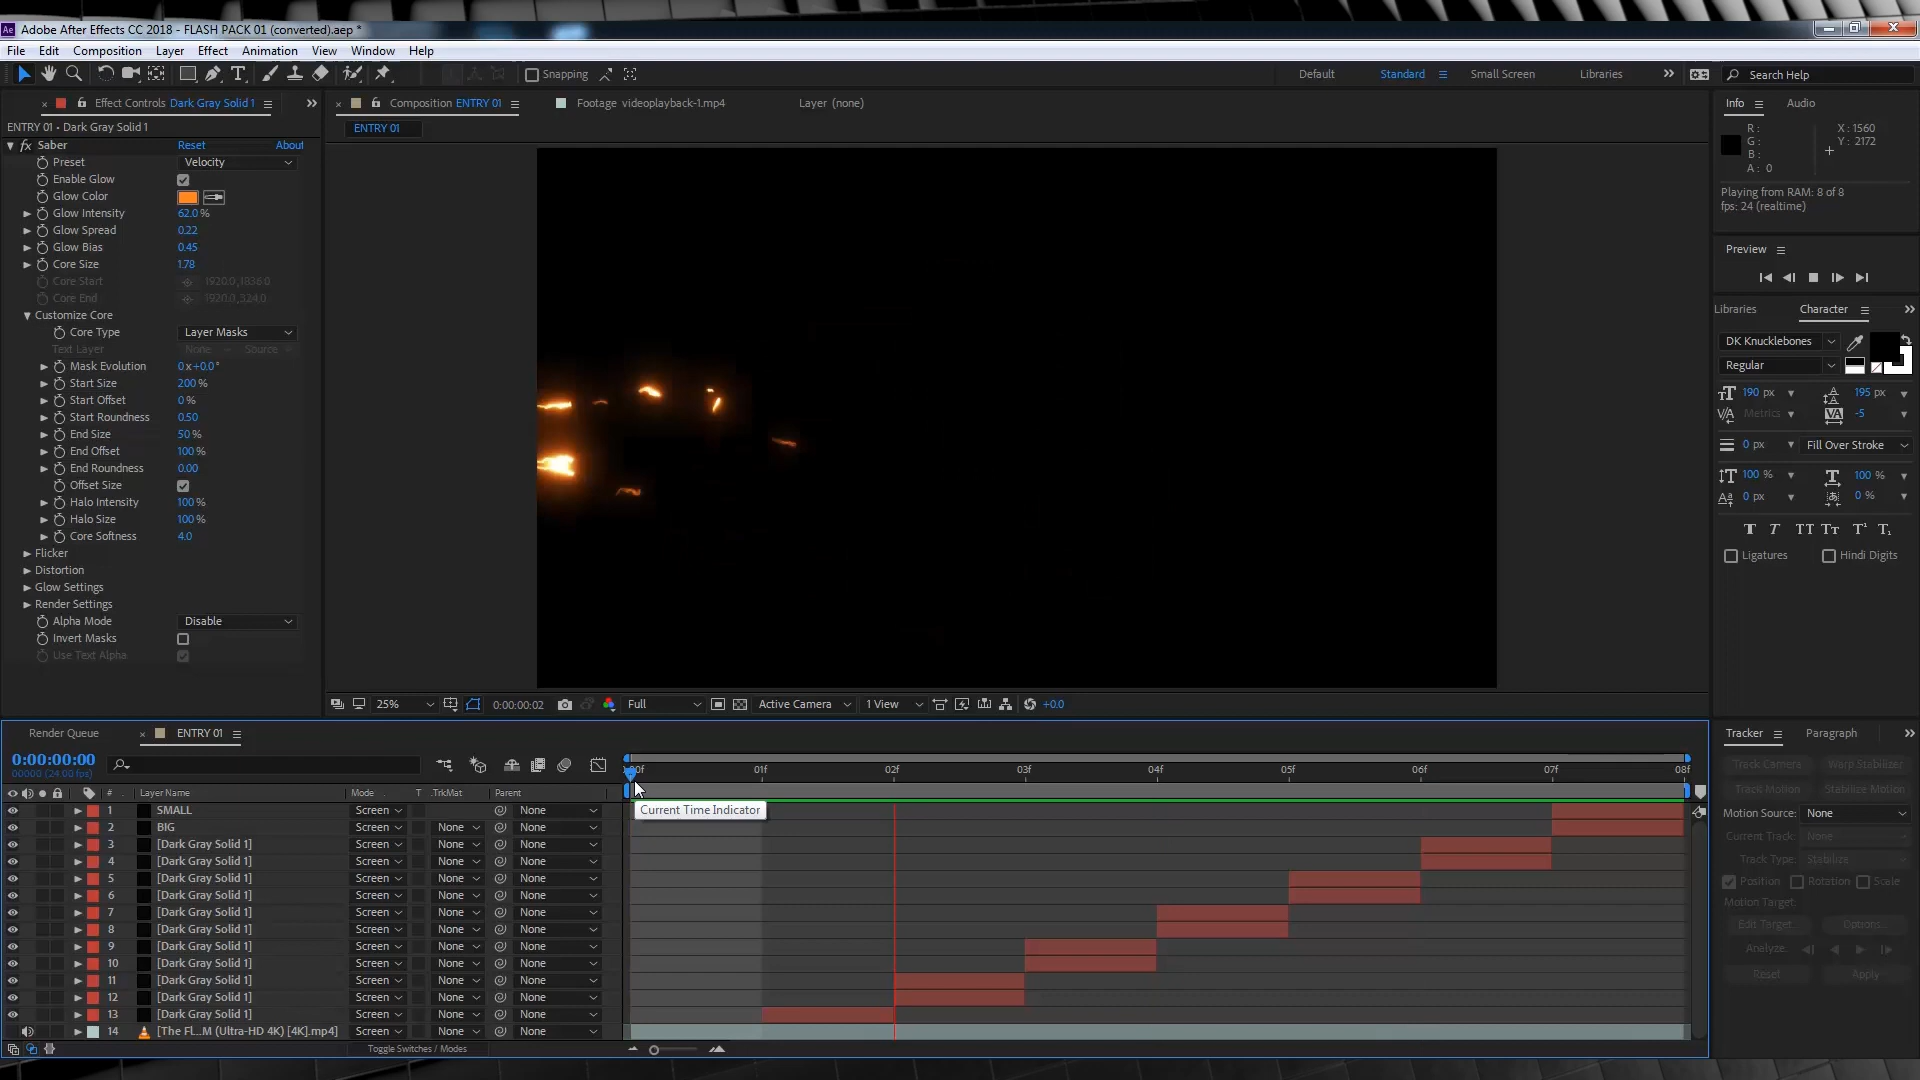 Adobe After Effects CC 2018 - FLASH PACK 01 (converted).aep *
File Edit Composition Layer Effect Animation View Window Help
Snapping
Default Standard Small Screen Libraries Search Help
Effect Controls Dark Gray Solid 1
Composition ENTRY 01
Footage videoplayback-1.mp4
Layer (none)
Info Audio
ENTRY 01 • Dark Gray Solid 1
ENTRY 01
fx Saber Reset About
Preset Velocity
Enable Glow
Glow Color
Glow Intensity 62.0 %
Glow Spread 0.22
Glow Bias 0.45
Core Size 1.78
Core Start 1920.0,1836.0
Core End 1920.0,324.0
Customize Core
Core Type Layer Masks
Text Layer None Source
Mask Evolution 0x+0.0°
Start Size 200 %
Start Offset 0 %
Start Roundness 0.50
End Size 50 %
End Offset 100 %
End Roundness 0.00
Offset Size
Halo Intensity 100 %
Halo Size 100 %
Core Softness 4.0
Flicker
Distortion
Glow Settings
Render Settings
Alpha Mode Disable
Invert Masks
Use Text Alpha
R :
G :
B :
A : 0
X : 1560
Y : 2172
Playing from RAM: 8 of 8
fps: 24 (realtime)
Preview
Libraries Character
DK Knucklebones
Regular
190 px 195 px
Metrics -5
0 px Fill Over Stroke
100 % 100 %
0 px 0 %
T T TT Tr T¹ T₁
Ligatures Hindi Digits
25% 0:00:00:02 Full Active Camera 1 View +0.0
Render Queue
ENTRY 01
0:00:00:00
00000 (24.00 fps)
:00f 01f 02f 03f 04f 05f 06f 07f 08f
# Layer Name Mode T .TrkMat Parent
Current Time Indicator
1 SMALL Screen None
2 BIG Screen None None
3 [Dark Gray Solid 1] Screen None None
4 [Dark Gray Solid 1] Screen None None
5 [Dark Gray Solid 1] Screen None None
6 [Dark Gray Solid 1] Screen None None
7 [Dark Gray Solid 1] Screen None None
8 [Dark Gray Solid 1] Screen None None
9 [Dark Gray Solid 1] Screen None None
10 [Dark Gray Solid 1] Screen None None
11 [Dark Gray Solid 1] Screen None None
12 [Dark Gray Solid 1] Screen None None
13 [Dark Gray Solid 1] Screen None None
14 [The Fl...M (Ultra-HD 4K) [4K].mp4] Screen None None
Toggle Switches / Modes
Tracker Paragraph
Track Camera Warp Stabilizer
Track Motion Stabilize Motion
Motion Source: None
Current Track: None
Track Type: Stabilize
Position Rotation Scale
Motion Target:
Edit Target... Options...
Analyze:
Reset Apply